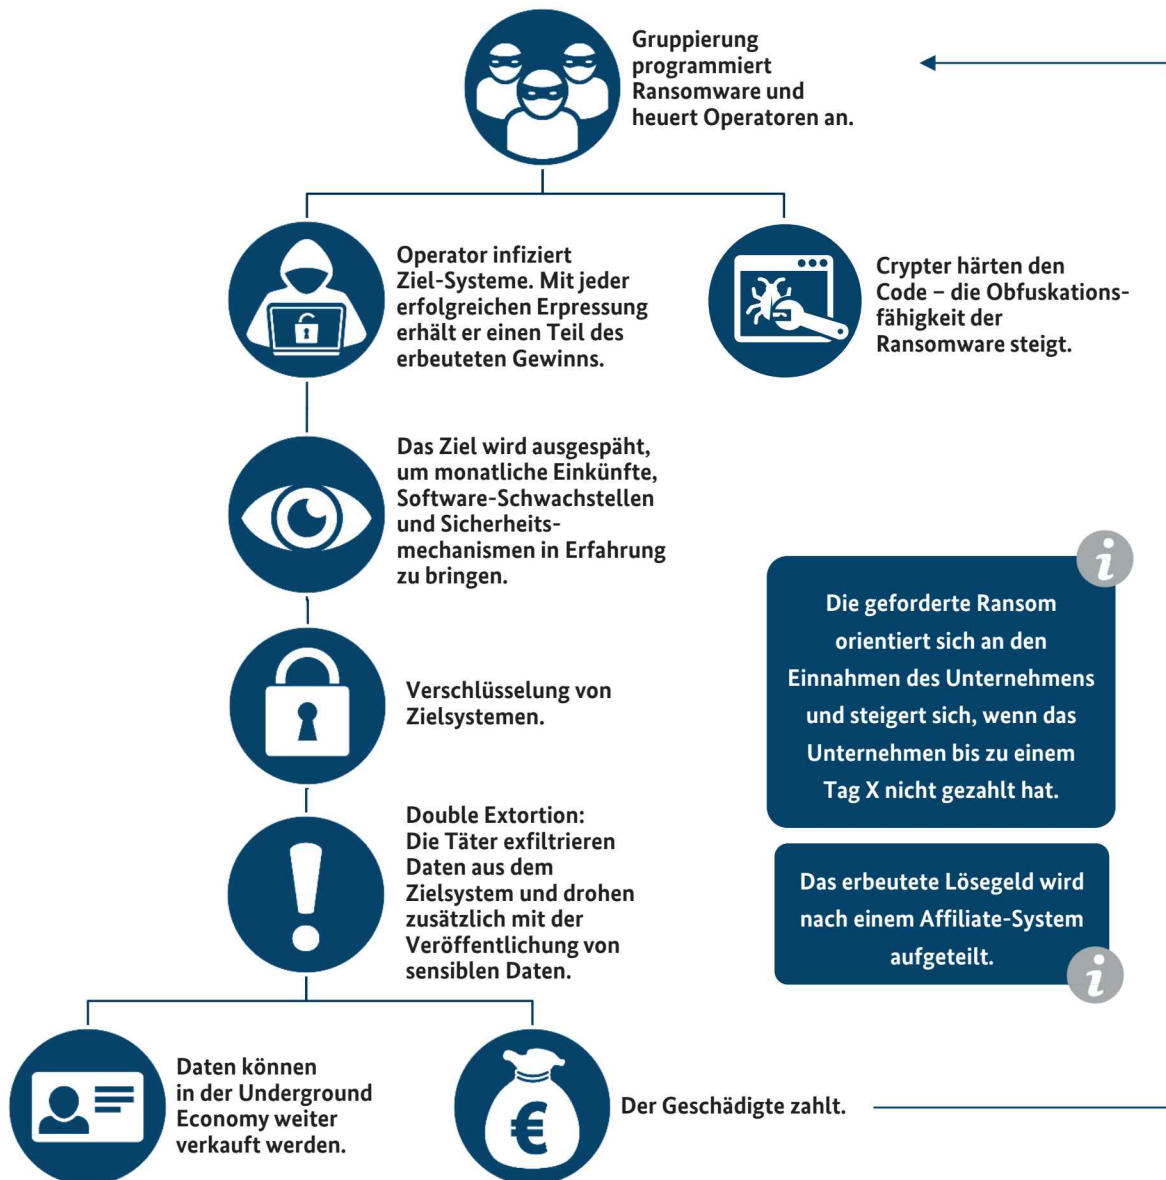 Gruppierung
programmiert
Ransomware und
heuert Operatoren an.
Operator infiziert
Ziel-Systeme. Mit jeder
erfolgreichen Erpressung
erhält er einen Teil des
erbeuteten Gewinns.
Crypter härten den
Code – die Obfuskations-
fähigkeit der
Ransomware steigt.
Das Ziel wird ausgespäht,
um monatliche Einkünfte,
Software-Schwachstellen
und Sicherheits-
mechanismen in Erfahrung
zu bringen.
Verschlüsselung von
Zielsystemen.
i
Die geforderte Ransom
orientiert sich an den
Einnahmen des Unternehmens
und steigert sich, wenn das
Unternehmen bis zu einem
Tag X nicht gezahlt hat.
Double Extortion:
Die Täter exfiltrieren
Daten aus dem
Zielsystem und drohen
zusätzlich mit der
Veröffentlichung von
sensiblen Daten.
Das erbeutete Lösegeld wird
nach einem Affiliate-System
aufgeteilt.
i
Daten können
in der Underground
Economy weiter
verkauft werden.
€
Der Geschädigte zahlt.